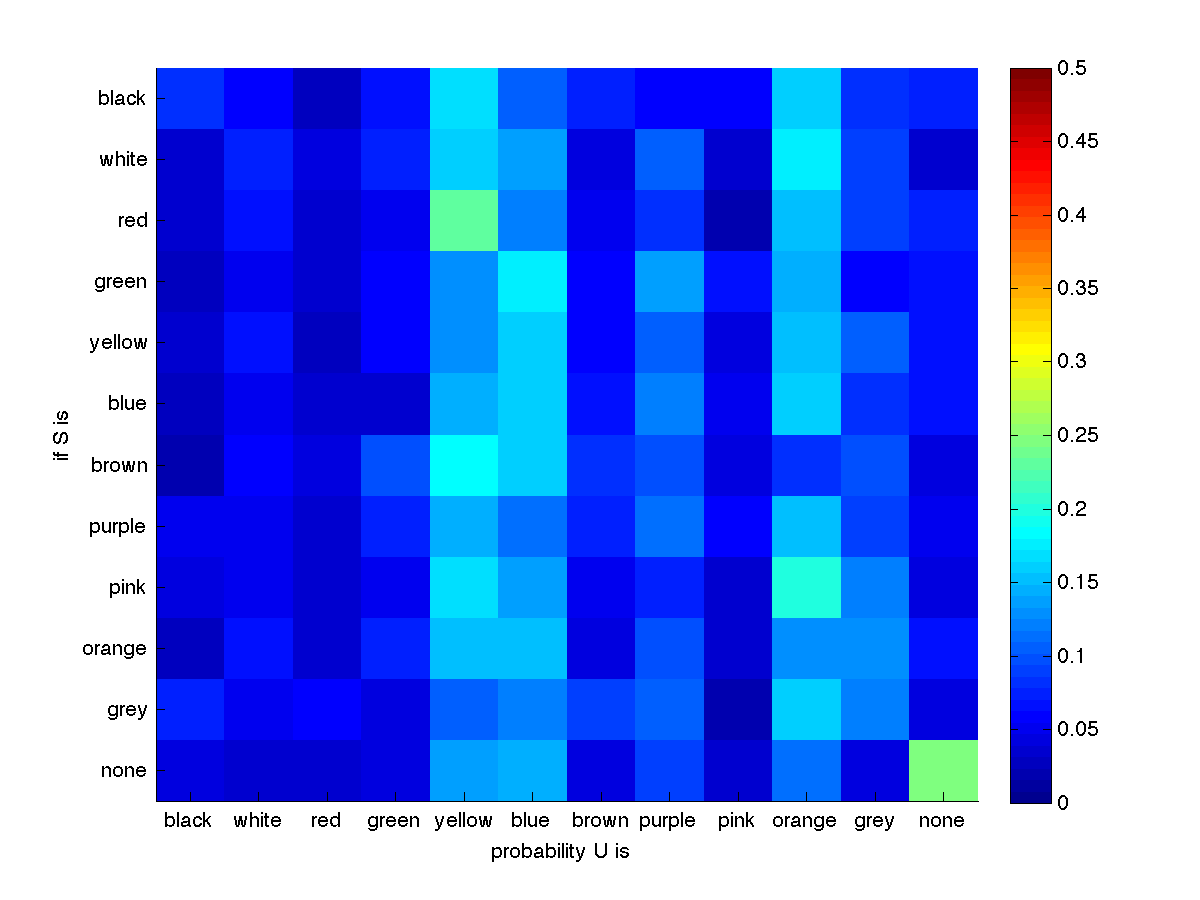 black
white
red
green
yellow
blue
brown
purple
pink
orange
grey
none
if S is
black white red green yellow blue brown purple pink orange grey none
probability U is
0.5
0.45
0.4
0.35
0.3
0.25
0.2
0.15
0.1
0.05
0